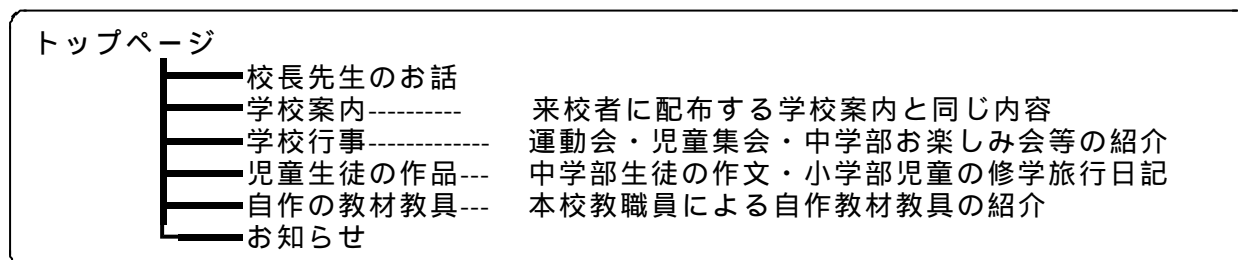 トップページ
校長先生のお話
学校案内---------- 来校者に配布する学校案内と同じ内容
学校行事------------- 運動会・児童集会・中学部お楽しみ会等の紹介
児童生徒の作品--- 中学部生徒の作文・小学部児童の修学旅行日記
自作の教材教具--- 本校教職員による自作教材教具の紹介
お知らせ